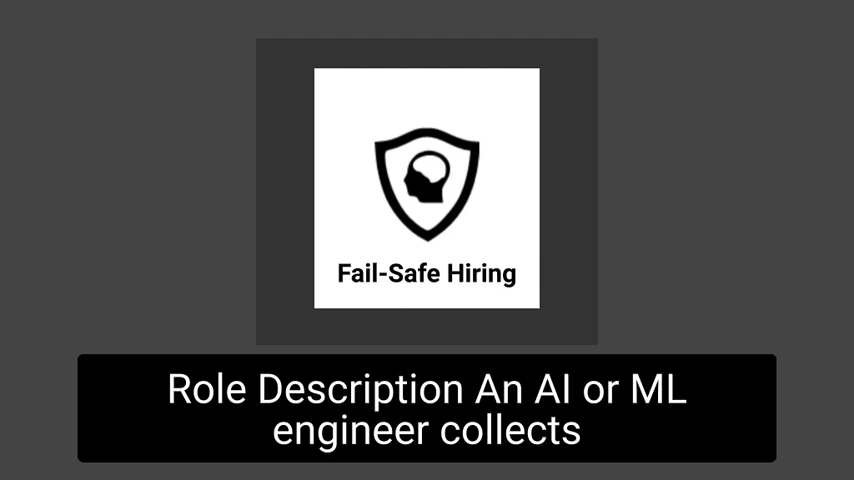 Fail-Safe Hiring
Role Description An AI or ML
engineer collects